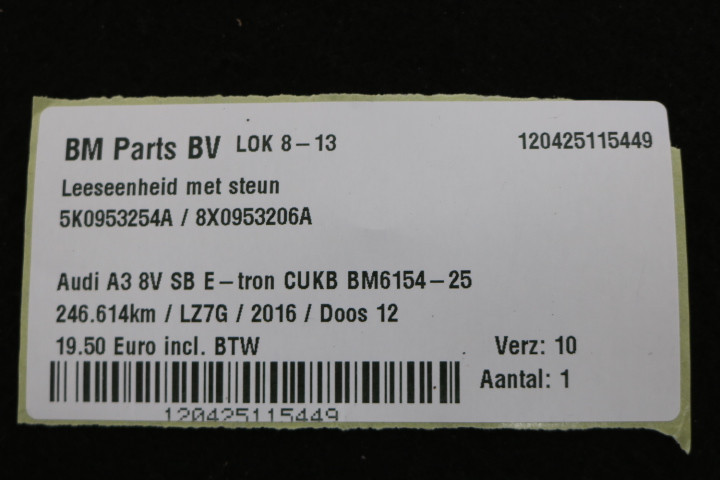 BM Parts BV LOK 8-13 120425115449
Leeseenheid met steun
5K0953254A / 8X0953206A
Audi A3 8V SB E-tron CUKB BM6154-25
246.614km / LZ7G / 2016 / Doos 12
19.50 Euro incl. BTW Verz: 10
Aantal: 1
120425115449